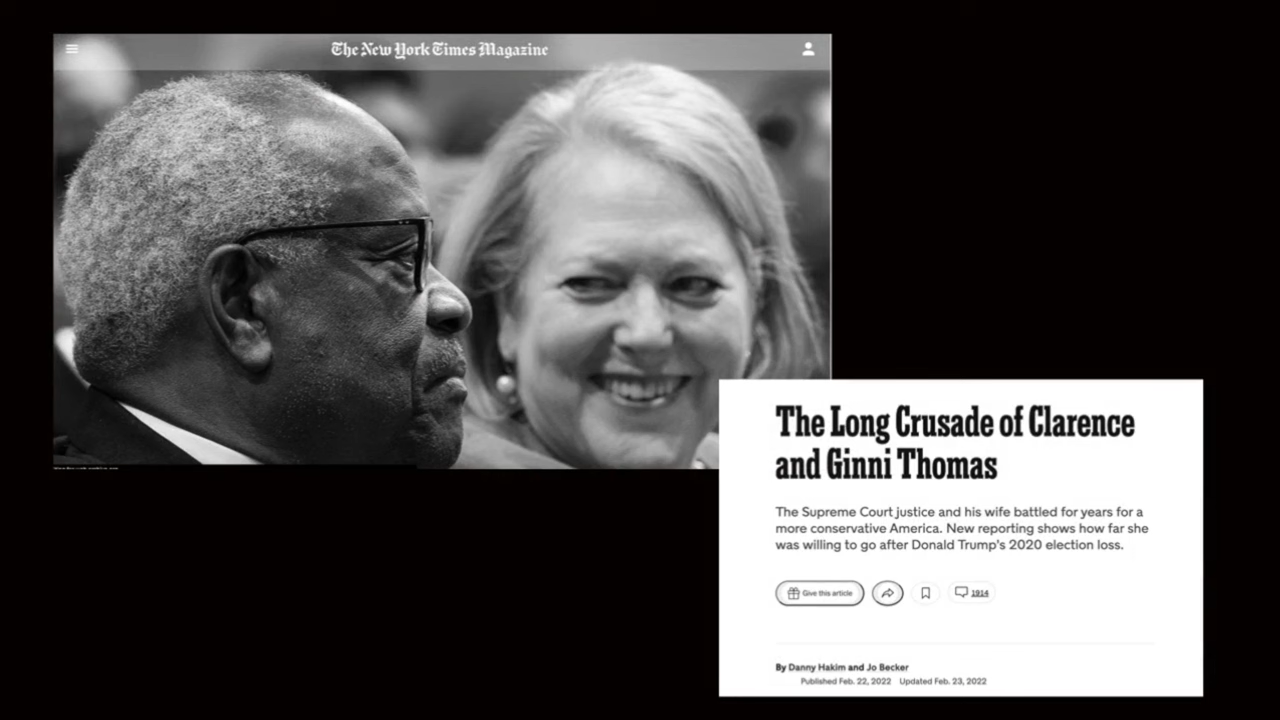 The New York Times Magazine
The Long Crusade of Clarence
and Ginni Thomas
The Supreme Court justice and his wife battled for years for a
more conservative America. New reporting shows how far she
was willing to go after Donald Trump's 2020 election loss.
Give this article
1914
By Danny Hakim and Jo Becker
Published Feb. 22, 2022 Updated Feb. 23, 2022